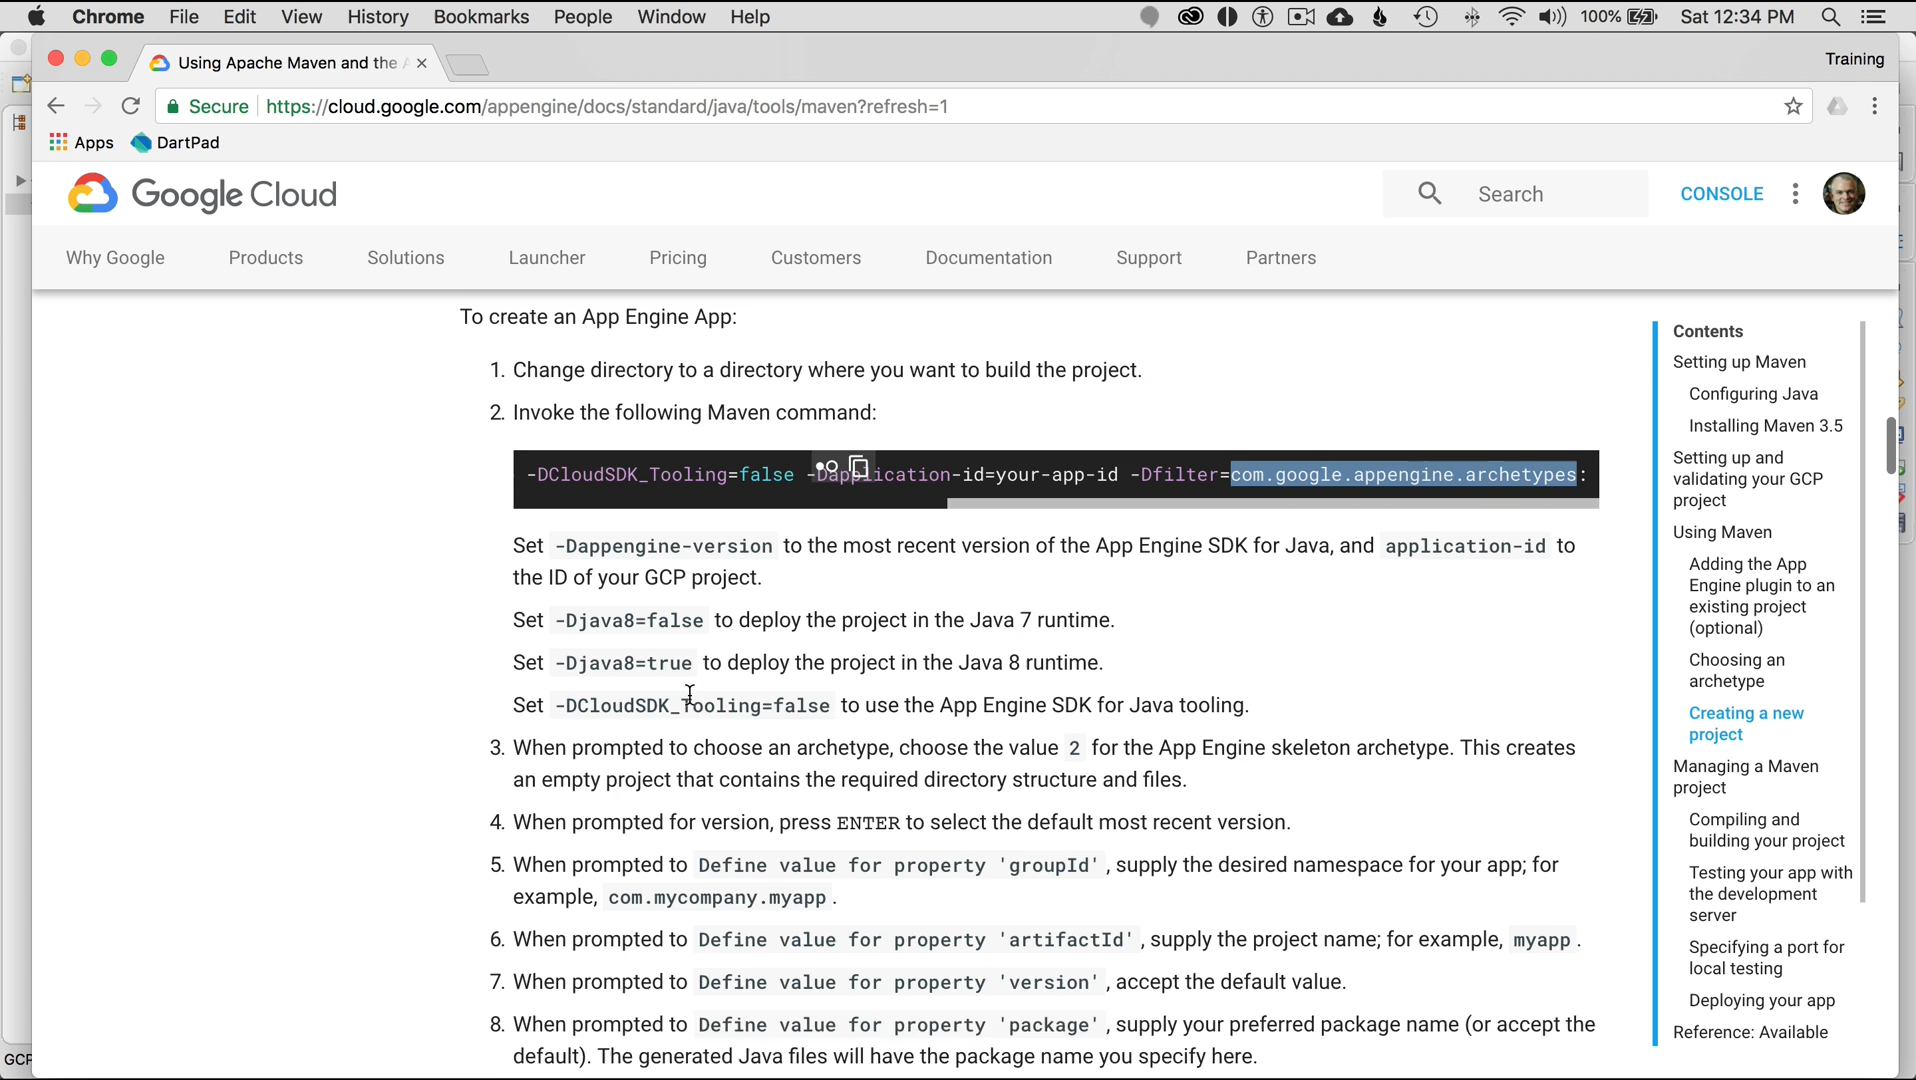 Chrome File Edit View History Bookmarks People Window Help 100% Sat 12:34 PM
Using Apache Maven and the
Training
Secure https://cloud.google.com/appengine/docs/standard/java/tools/maven?refresh=1
Apps DartPad
Google Cloud Search CONSOLE
Why Google Products Solutions Launcher Pricing Customers Documentation Support Partners
To create an App Engine App:
1. Change directory to a directory where you want to build the project.
2. Invoke the following Maven command:
-DCloudSDK_Tooling=false -Dapplication-id=your-app-id -Dfilter=com.google.appengine.archetypes:
Set -Dappengine-version to the most recent version of the App Engine SDK for Java, and application-id to
the ID of your GCP project.
Set -Djava8=false to deploy the project in the Java 7 runtime.
Set -Djava8=true to deploy the project in the Java 8 runtime.
Set -DCloudSDK_Tooling=false to use the App Engine SDK for Java tooling.
3. When prompted to choose an archetype, choose the value 2 for the App Engine skeleton archetype. This creates
an empty project that contains the required directory structure and files.
4. When prompted for version, press ENTER to select the default most recent version.
5. When prompted to Define value for property 'groupId' , supply the desired namespace for your app; for
example, com.mycompany.myapp .
6. When prompted to Define value for property 'artifactId' , supply the project name; for example, myapp .
7. When prompted to Define value for property 'version' , accept the default value.
8. When prompted to Define value for property 'package' , supply your preferred package name (or accept the
default). The generated Java files will have the package name you specify here.
Contents
Setting up Maven
Configuring Java
Installing Maven 3.5
Setting up and
validating your GCP
project
Using Maven
Adding the App
Engine plugin to an
existing project
(optional)
Choosing an
archetype
Creating a new
project
Managing a Maven
project
Compiling and
building your project
Testing your app with
the development
server
Specifying a port for
local testing
Deploying your app
Reference: Available
GCP